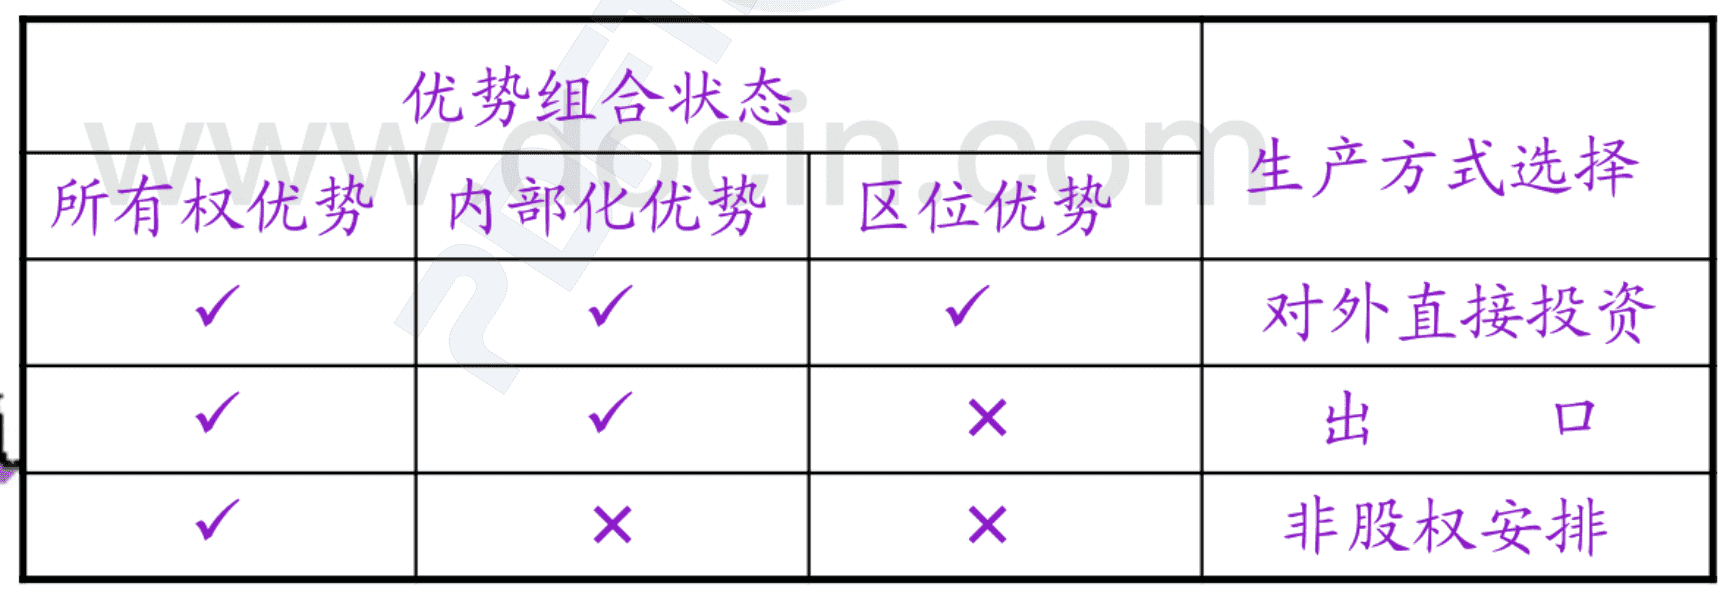 优势组合状态
生产方式选择
所有权优势 内部化优势 区位优势
✓ ✓ ✓ 对外直接投资
✓ ✓ × 出 口
✓ × × 非股权安排
www.docin.com